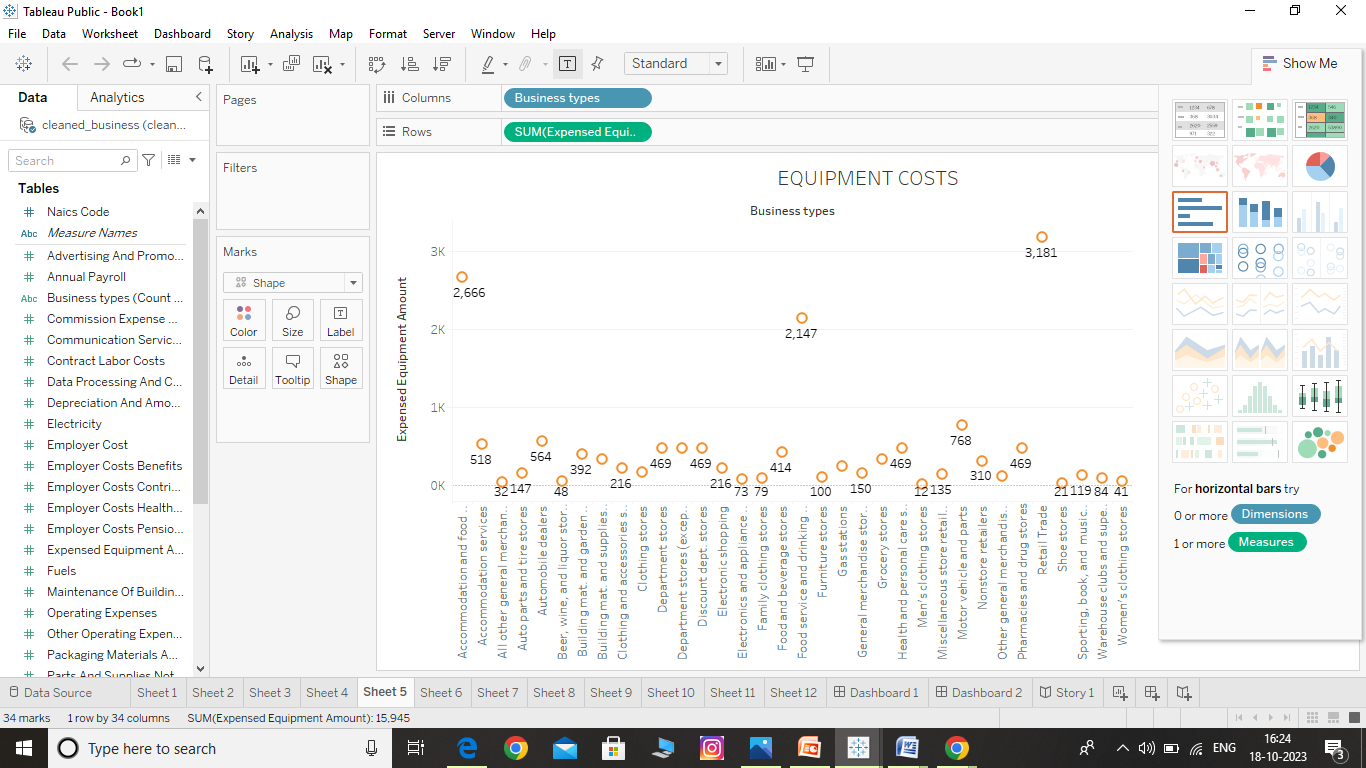 Tableau Public - Book1
File Data Worksheet Dashboard Story Analysis Map Format Server Window Help
Standard
Show Me
Data Analytics
cleaned_business (clean...
Search
Tables
Naics Code
Abc Measure Names
Advertising And Promo...
Annual Payroll
Abc Business types (Count ...
Commission Expense ...
Communication Servic...
Contract Labor Costs
Data Processing And C...
Depreciation And Amo...
Electricity
Employer Cost
Employer Costs Benefits
Employer Costs Contri...
Employer Costs Health...
Employer Costs Pensio...
Expensed Equipment A...
Fuels
Maintenance Of Buildin...
Operating Expenses
Other Operating Expen...
Packaging Materials A...
Parts And Supplies Not
Pages
Filters
Marks
Shape
Color Size Label
Detail Tooltip Shape
Columns Business types
Rows SUM(Expensed Equi..
EQUIPMENT COSTS
Business types
Expensed Equipment Amount
3K
2K
1K
0K
2,666
518
32
147
564
48
392
216
469
469
216
73
79
414
2,147
100
150
469
12
135
768
310
469
3,181
21
119
84
41
Accommodation and food ..
Accommodation services
All other general merchan..
Auto parts and tire stores
Automobile dealers
Beer, wine, and liquor stor..
Building mat. and garden ..
Building mat. and supplies..
Clothing and accessories s..
Clothing stores
Department stores
Department stores (excep..
Discount dept. stores
Electronic shopping
Electronics and appliance ..
Family clothing stores
Food and beverage stores
Food service and drinking ..
Furniture stores
Gas stations
General merchandise stor..
Grocery stores
Health and personal care s..
Men's clothing stores
Miscellaneous store retail..
Motor vehicle and parts
Nonstore retailers
Other general merchandis..
Pharmacies and drug stores
Retail Trade
Shoe stores
Sporting, book, and music..
Warehouse clubs and supe..
Women's clothing stores
For horizontal bars try
0 or more Dimensions
1 or more Measures
Data Source Sheet 1 Sheet 2 Sheet 3 Sheet 4 Sheet 5 Sheet 6 Sheet 7 Sheet 8 Sheet 9 Sheet 10 Sheet 11 Sheet 12 Dashboard 1 Dashboard 2 Story 1
34 marks 1 row by 34 columns SUM(Expensed Equipment Amount): 15,945
Type here to search
ENG
16:24
18-10-2023
3